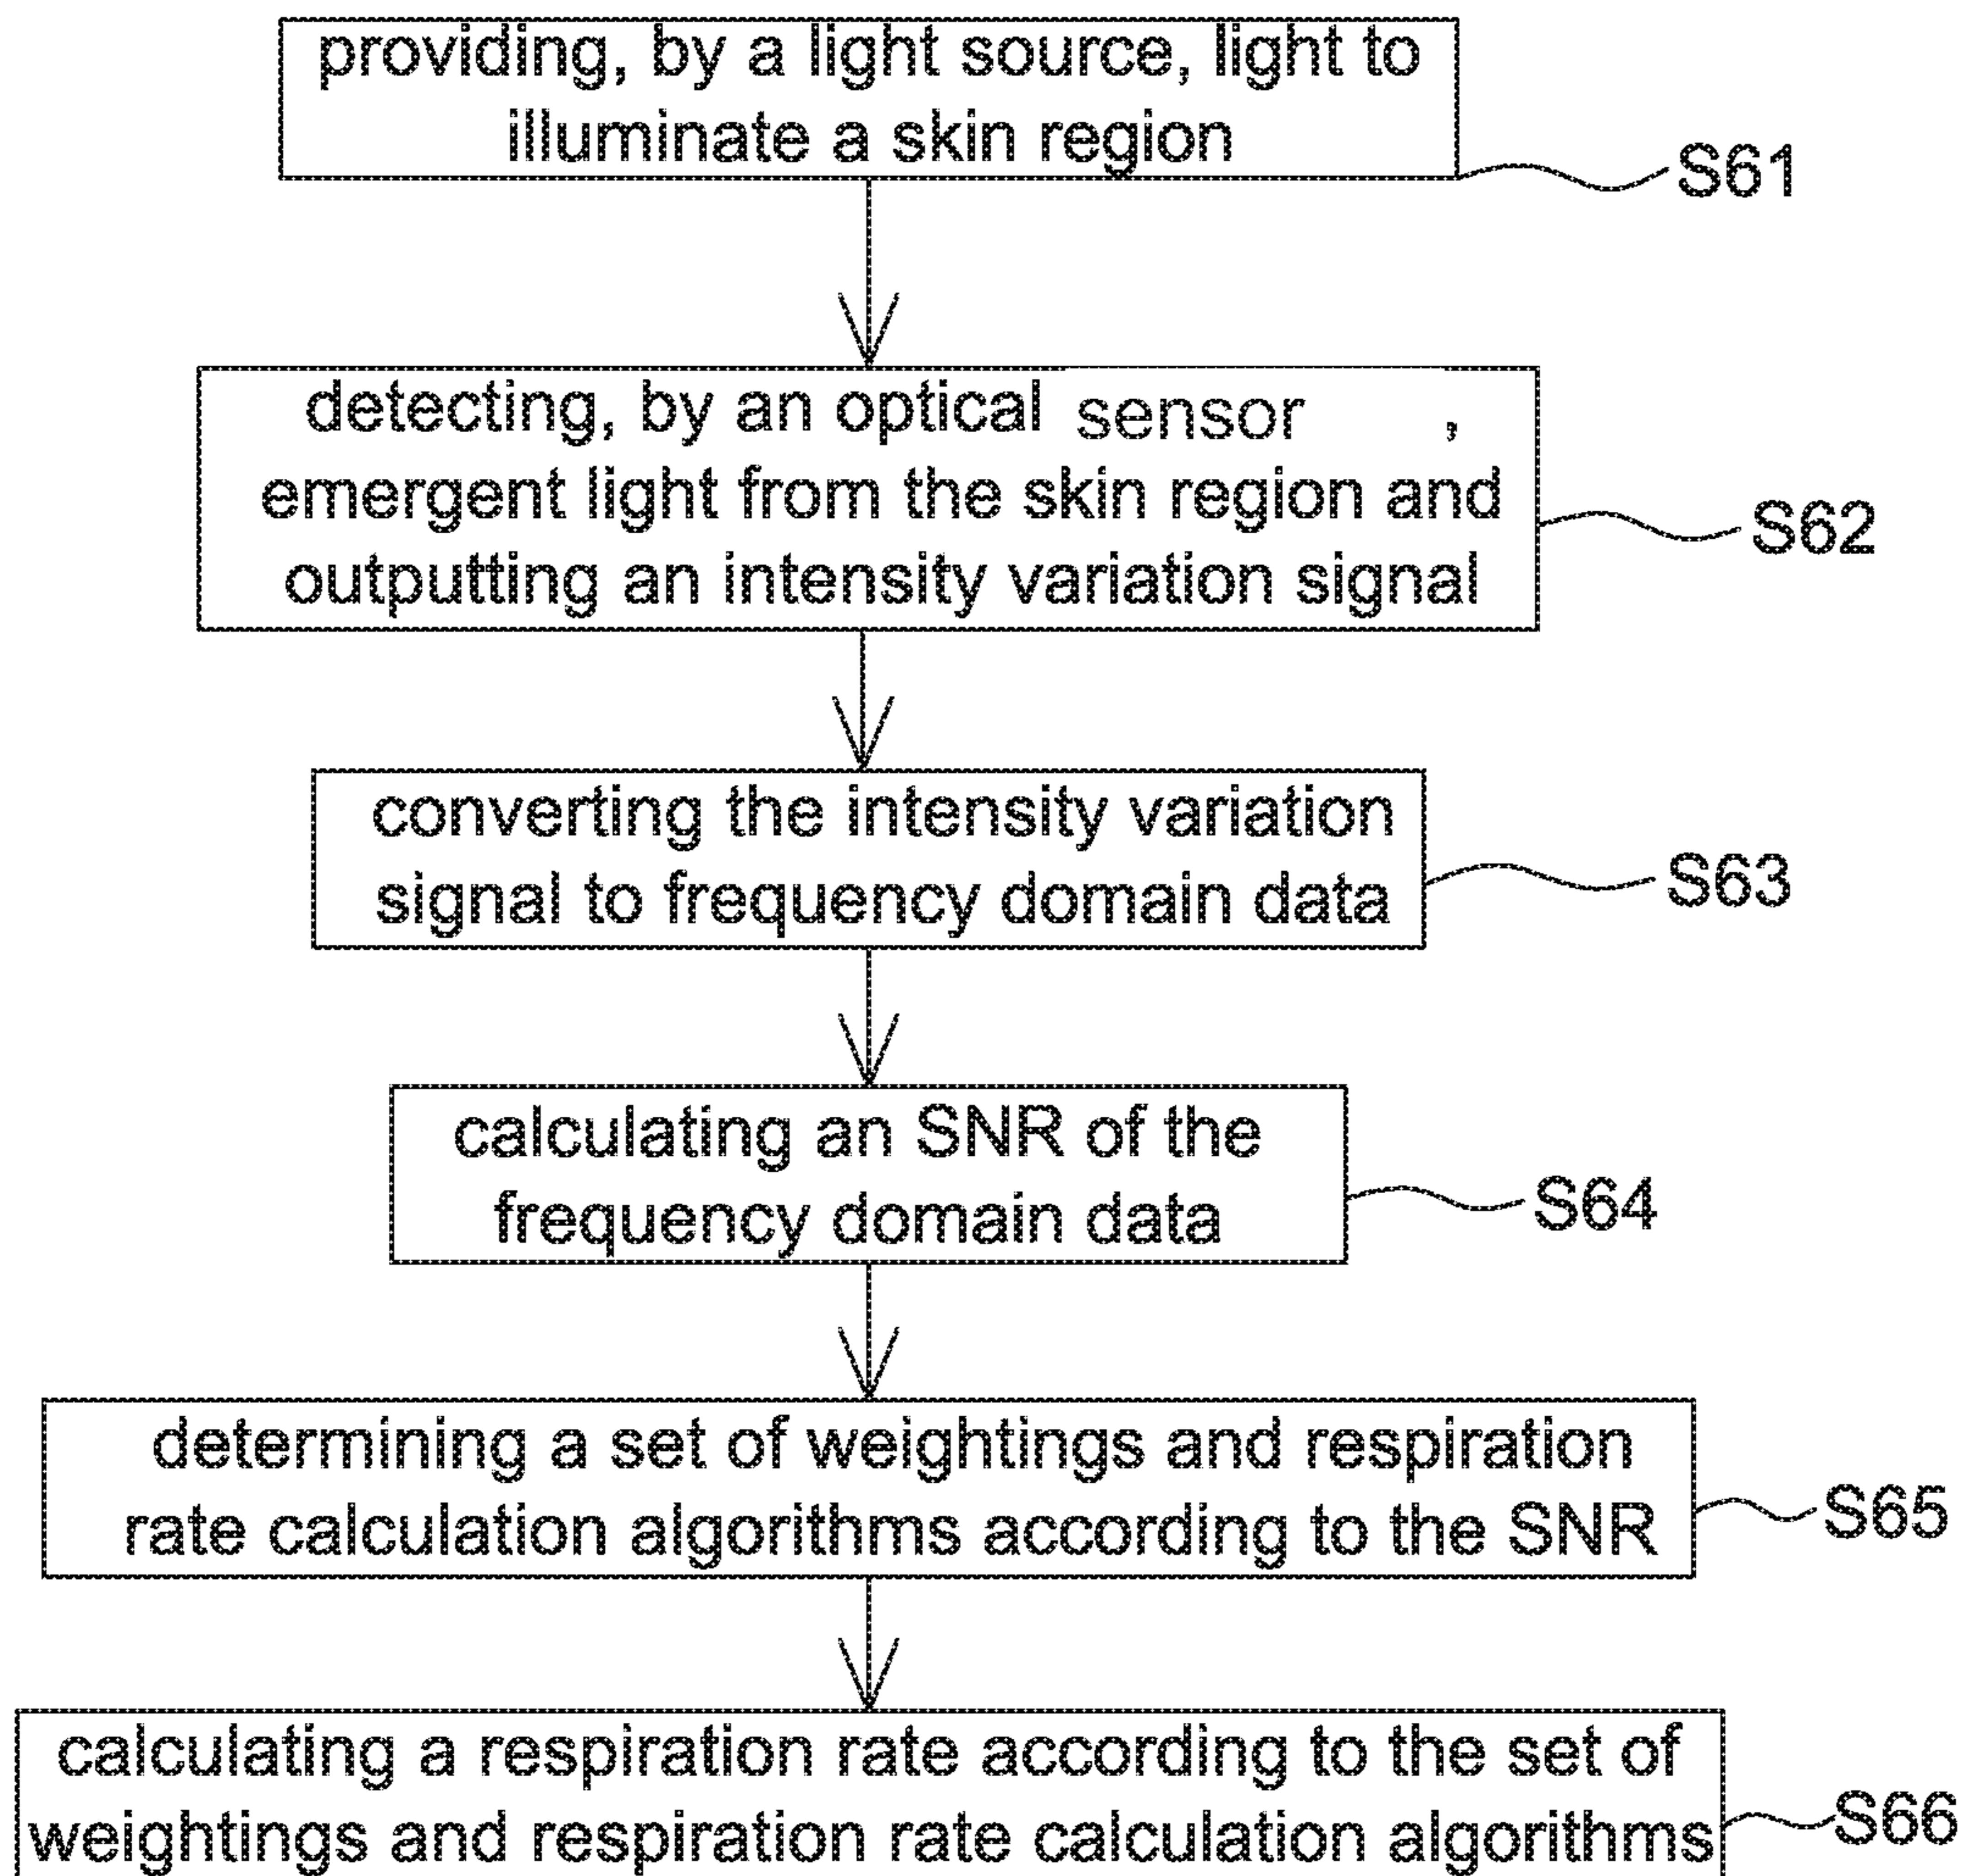 providing, by a light source, light to
illuminate a skin region
S61
detecting, by an optical sensor ,
emergent light from the skin region and
outputting an intensity variation signal
S62
converting the intensity variation
signal to frequency domain data
S63
calculating an SNR of the
frequency domain data
S64
determining a set of weightings and respiration
rate calculation algorithms according to the SNR
S65
calculating a respiration rate according to the set of
weightings and respiration rate calculation algorithms
S66